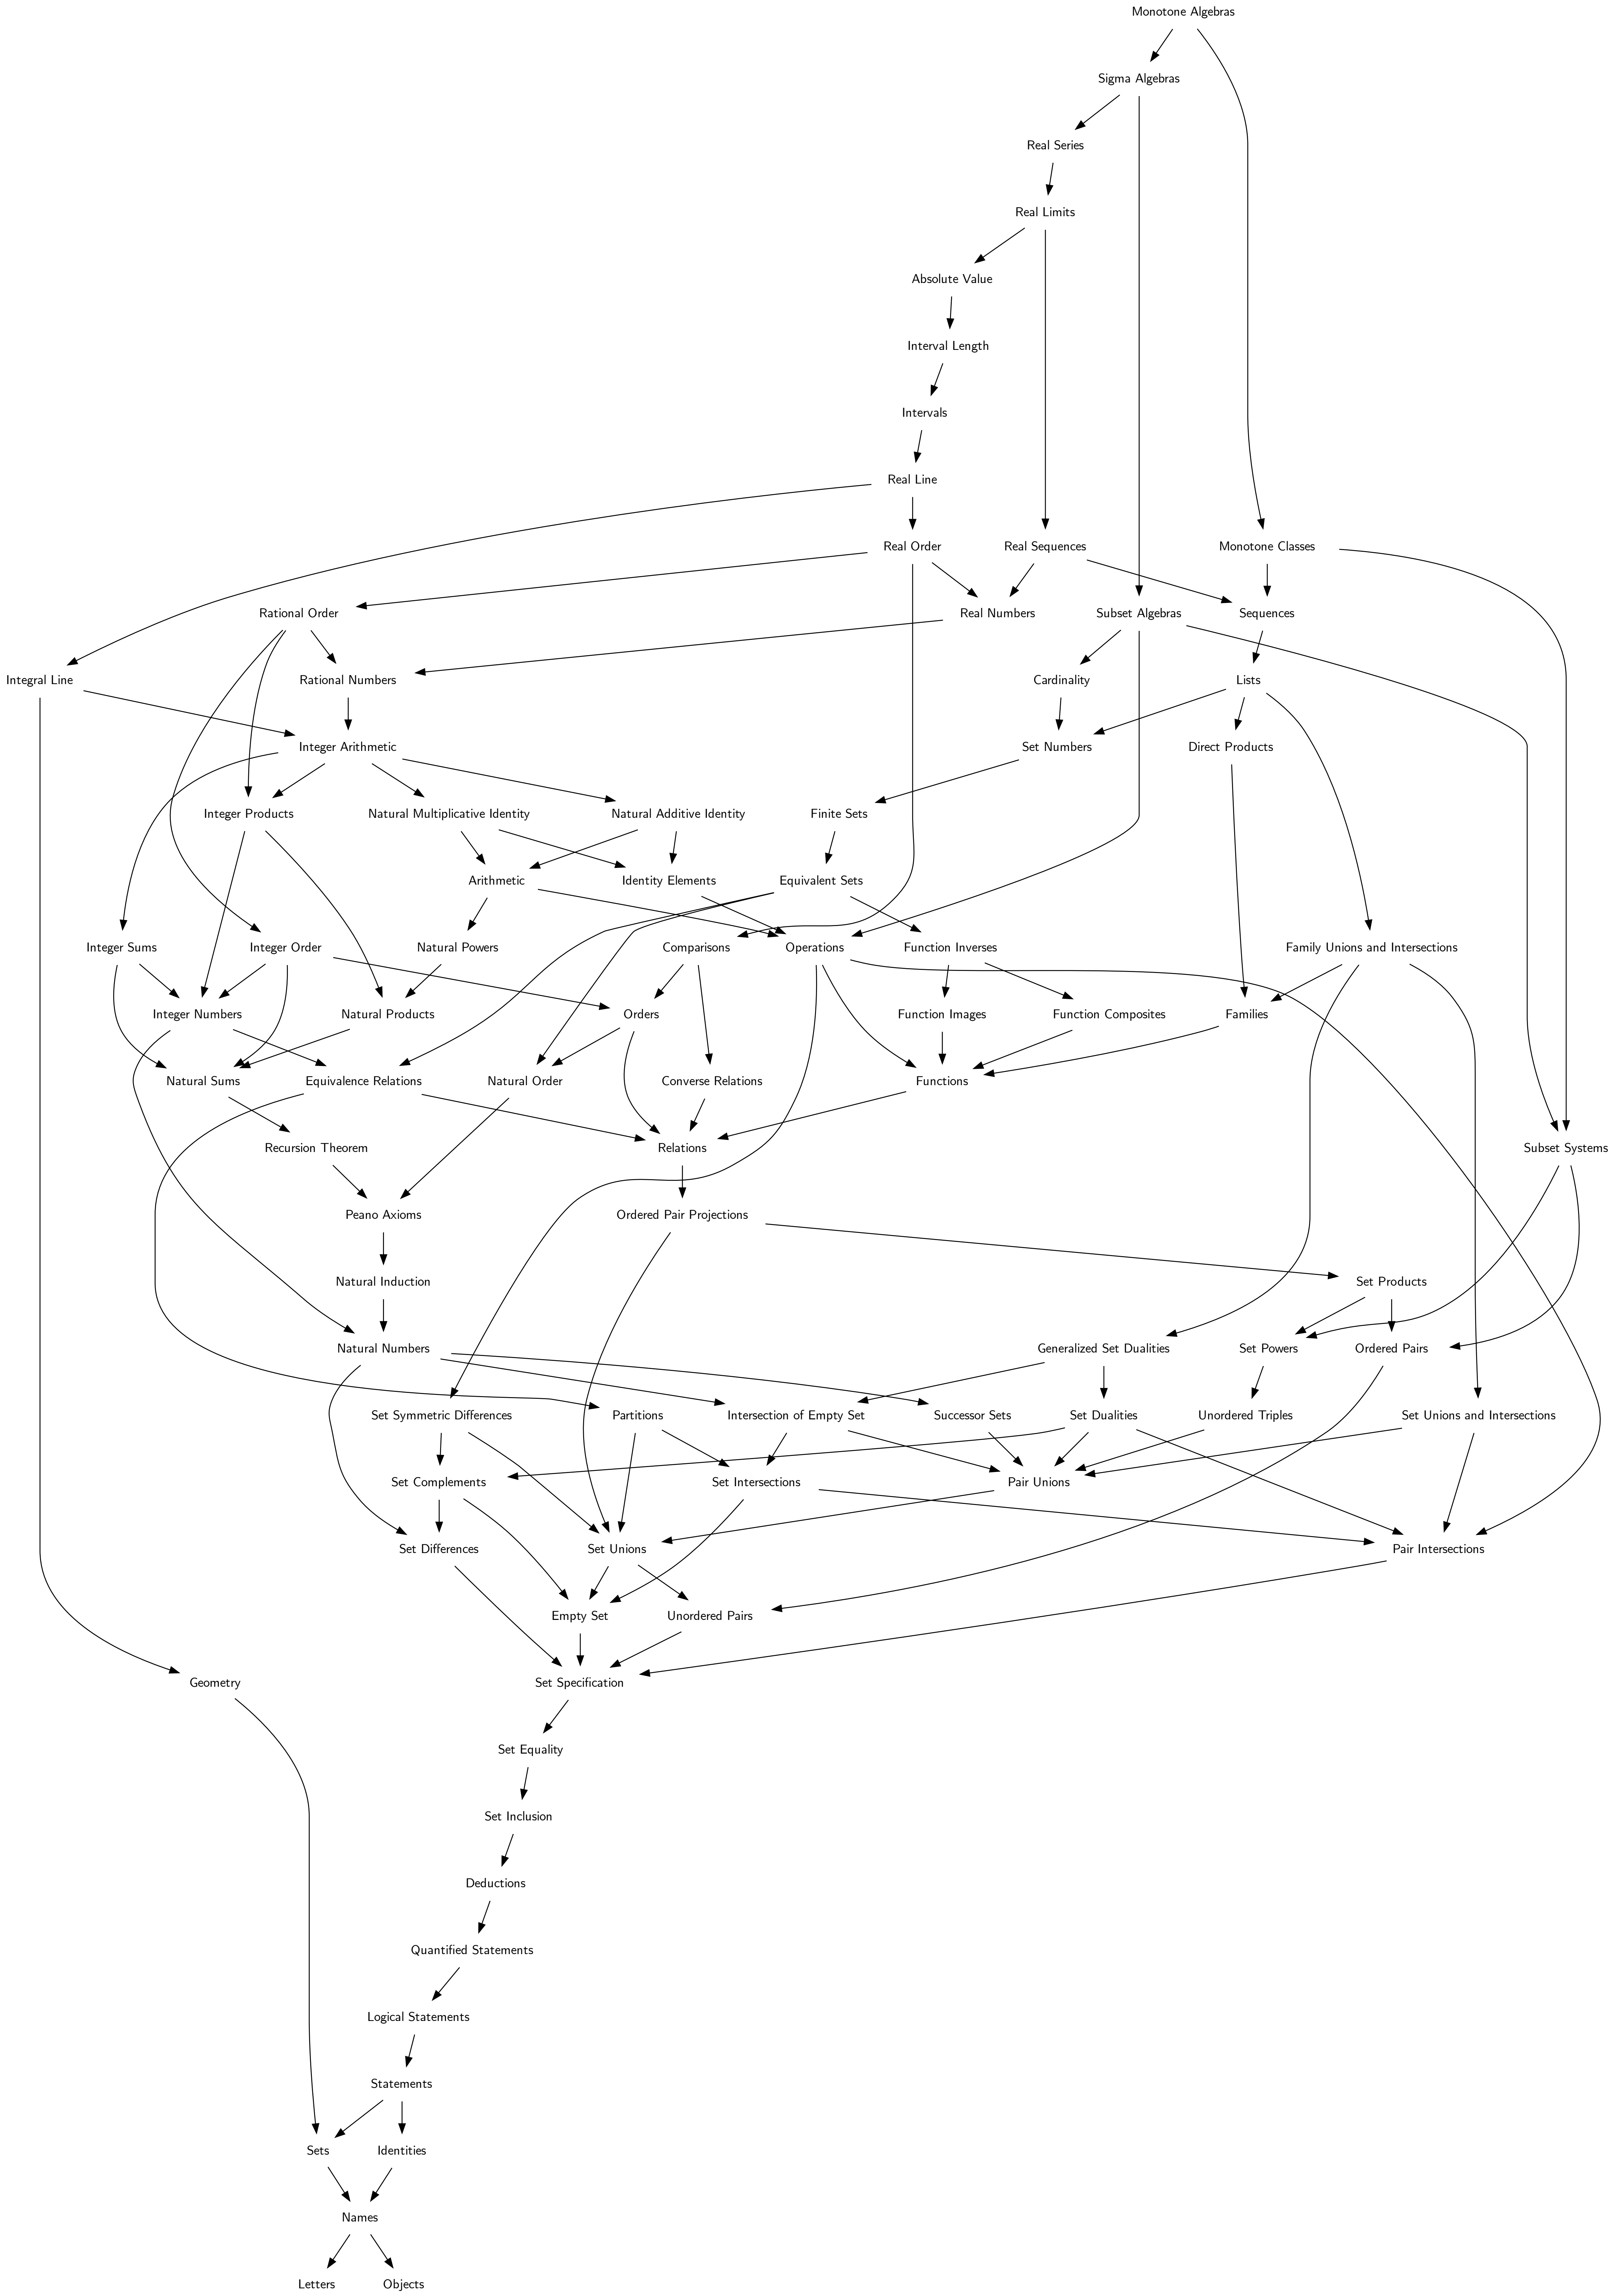 Monotone Algebras
Sigma Algebras
Real Series
Real Limits
Absolute Value
Interval Length
Intervals
Real Line
Real Order
Real Sequences
Monotone Classes
Rational Order
Real Numbers
Subset Algebras
Sequences
Integral Line
Rational Numbers
Cardinality
Lists
Integer Arithmetic
Set Numbers
Direct Products
Integer Products
Natural Multiplicative Identity
Natural Additive Identity
Finite Sets
Arithmetic
Identity Elements
Equivalent Sets
Integer Sums
Integer Order
Natural Powers
Comparisons
Operations
Function Inverses
Family Unions and Intersections
Integer Numbers
Natural Products
Orders
Function Images
Function Composites
Families
Natural Sums
Equivalence Relations
Natural Order
Converse Relations
Functions
Recursion Theorem
Relations
Subset Systems
Peano Axioms
Ordered Pair Projections
Natural Induction
Set Products
Natural Numbers
Generalized Set Dualities
Set Powers
Ordered Pairs
Set Symmetric Differences
Partitions
Intersection of Empty Set
Successor Sets
Set Dualities
Unordered Triples
Set Unions and Intersections
Set Complements
Set Intersections
Pair Unions
Set Differences
Set Unions
Pair Intersections
Empty Set
Unordered Pairs
Geometry
Set Specification
Set Equality
Set Inclusion
Deductions
Quantified Statements
Logical Statements
Statements
Sets
Identities
Names
Letters
Objects